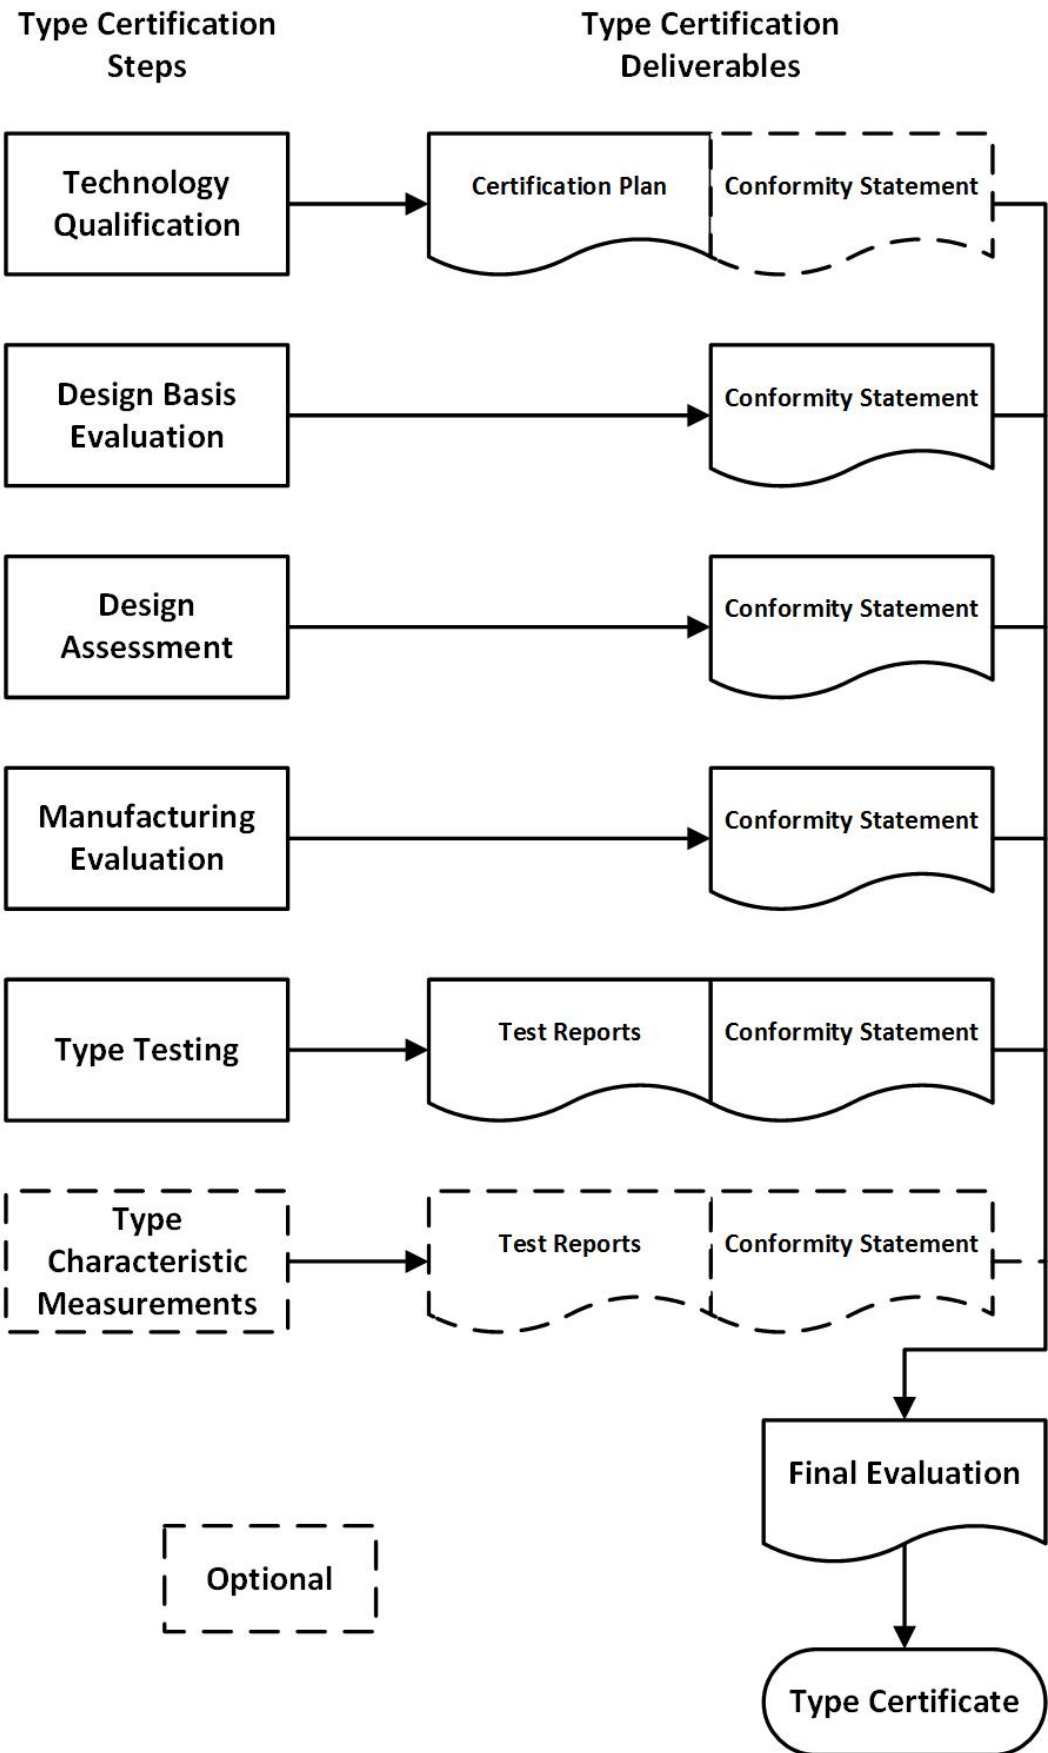 Type Certification
Steps
Type Certification
Deliverables
Technology
Qualification
Certification Plan
Conformity Statement
Design Basis
Evaluation
Conformity Statement
Design
Assessment
Conformity Statement
Manufacturing
Evaluation
Conformity Statement
Type Testing
Test Reports
Conformity Statement
Type
Characteristic
Measurements
Test Reports
Conformity Statement
Final Evaluation
Optional
Type Certificate